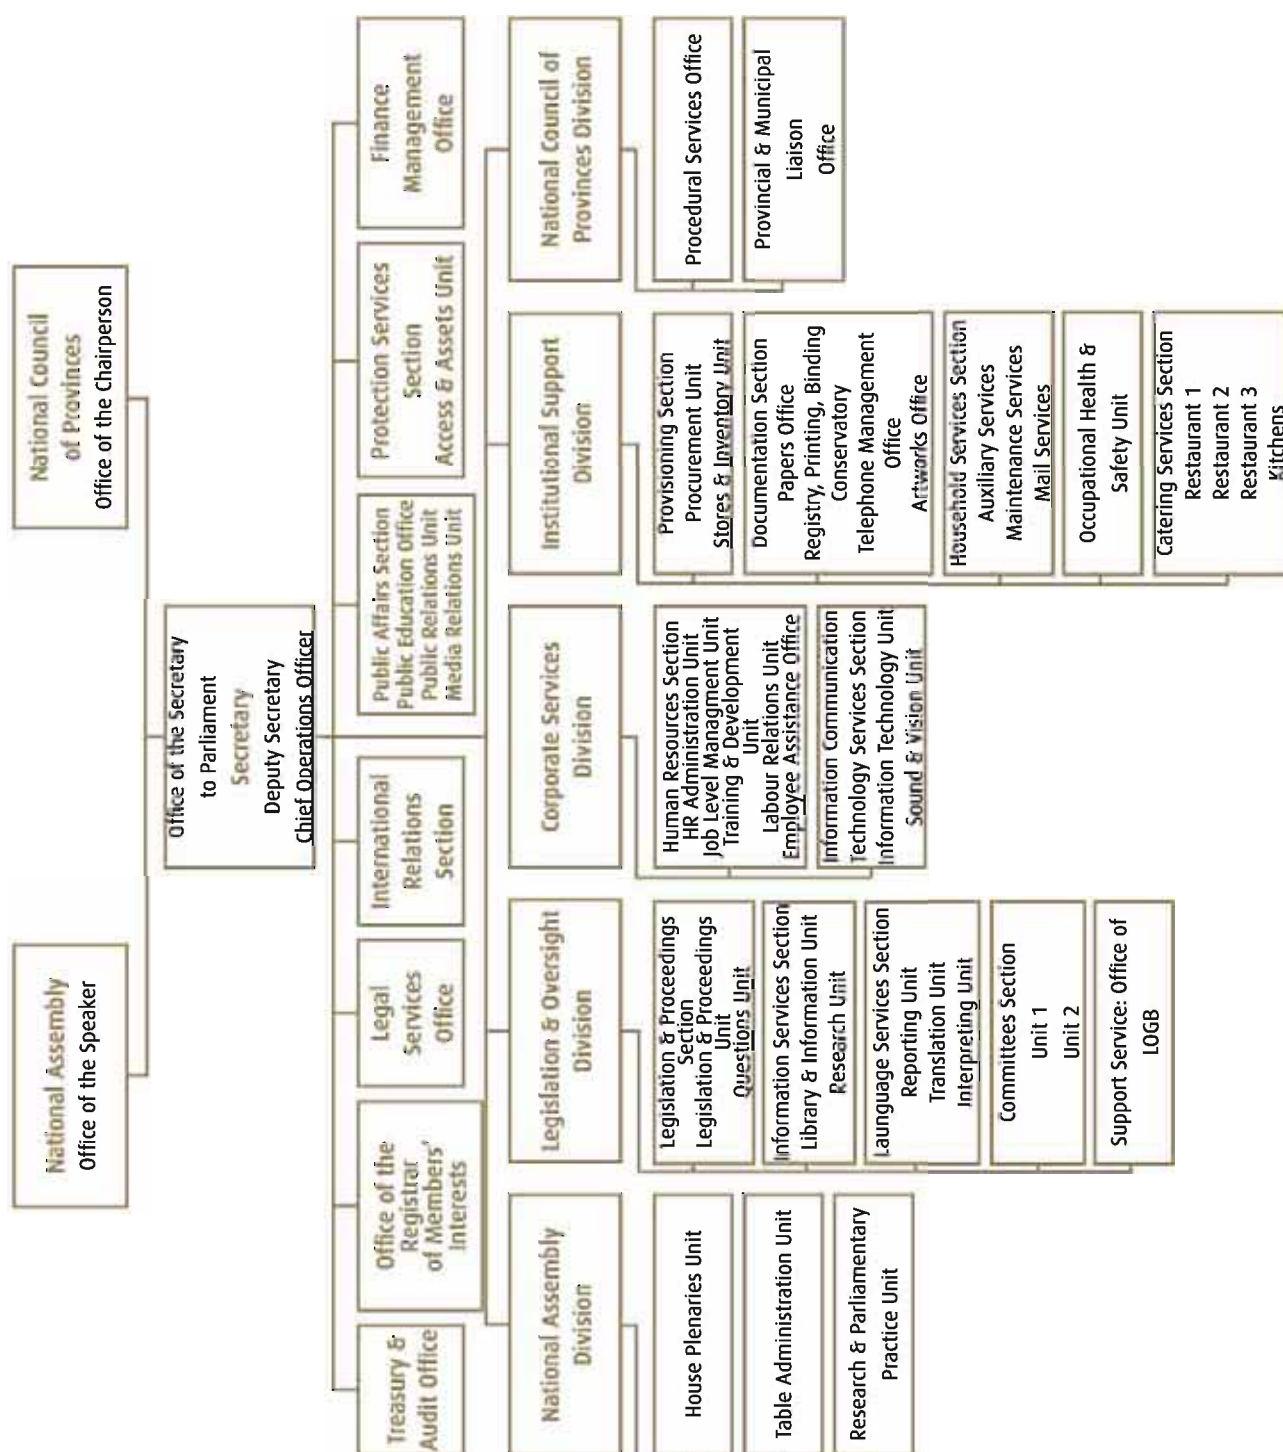 National Assembly
Office of the Speaker
National Council
of Provinces
Office of the Chairperson
Office of the Secretary
to Parliament
Secretary
Deputy Secretary
Chief Operations Officer
Treasury &
Audit Office
Office of the
Registrar
of Members'
Interests
Legal
Services
Office
International
Relations
Section
Public Affairs Section
Public Education Office
Public Relations Unit
Media Relations Unit
Protection Services
Section
Access & Assets Unit
Finance
Management
Office
National Assembly
Division
House Plenaries Unit
Table Administration Unit
Research & Parliamentary
Practice Unit
Legislation & Oversight
Division
Legislation & Proceedings
Section
Legislation & Proceedings
Unit
Questions Unit
Information Services Section
Library & Information Unit
Research Unit
Launguage Services Section
Reporting Unit
Translation Unit
Interpreting Unit
Committees Section
Unit 1
Unit 2
Support Service: Office of
LOGB
Corporate Services
Division
Human Resources Section
HR Administration Unit
Job Level Managment Unit
Training & Development
Unit
Labour Relations Unit
Employee Assistance Office
Information Communication
Technology Services Section
Information Technology Unit
Sound & Vision Unit
Institutional Support
Division
Provisioning Section
Procurement Unit
Stores & Inventory Unit
Documentation Section
Papers Office
Registry, Printing, Binding
Conservatory
Telephone Management
Office
Artworks Office
Household Services Section
Auxiliary Services
Maintenance Services
Mail Services
Occupational Health &
Safety Unit
Catering Services Section
Restaurant 1
Restaurant 2
Restaurant 3
Kitchens
National Council of
Provinces Division
Procedural Services Office
Provincial & Municipal
Liaison
Office